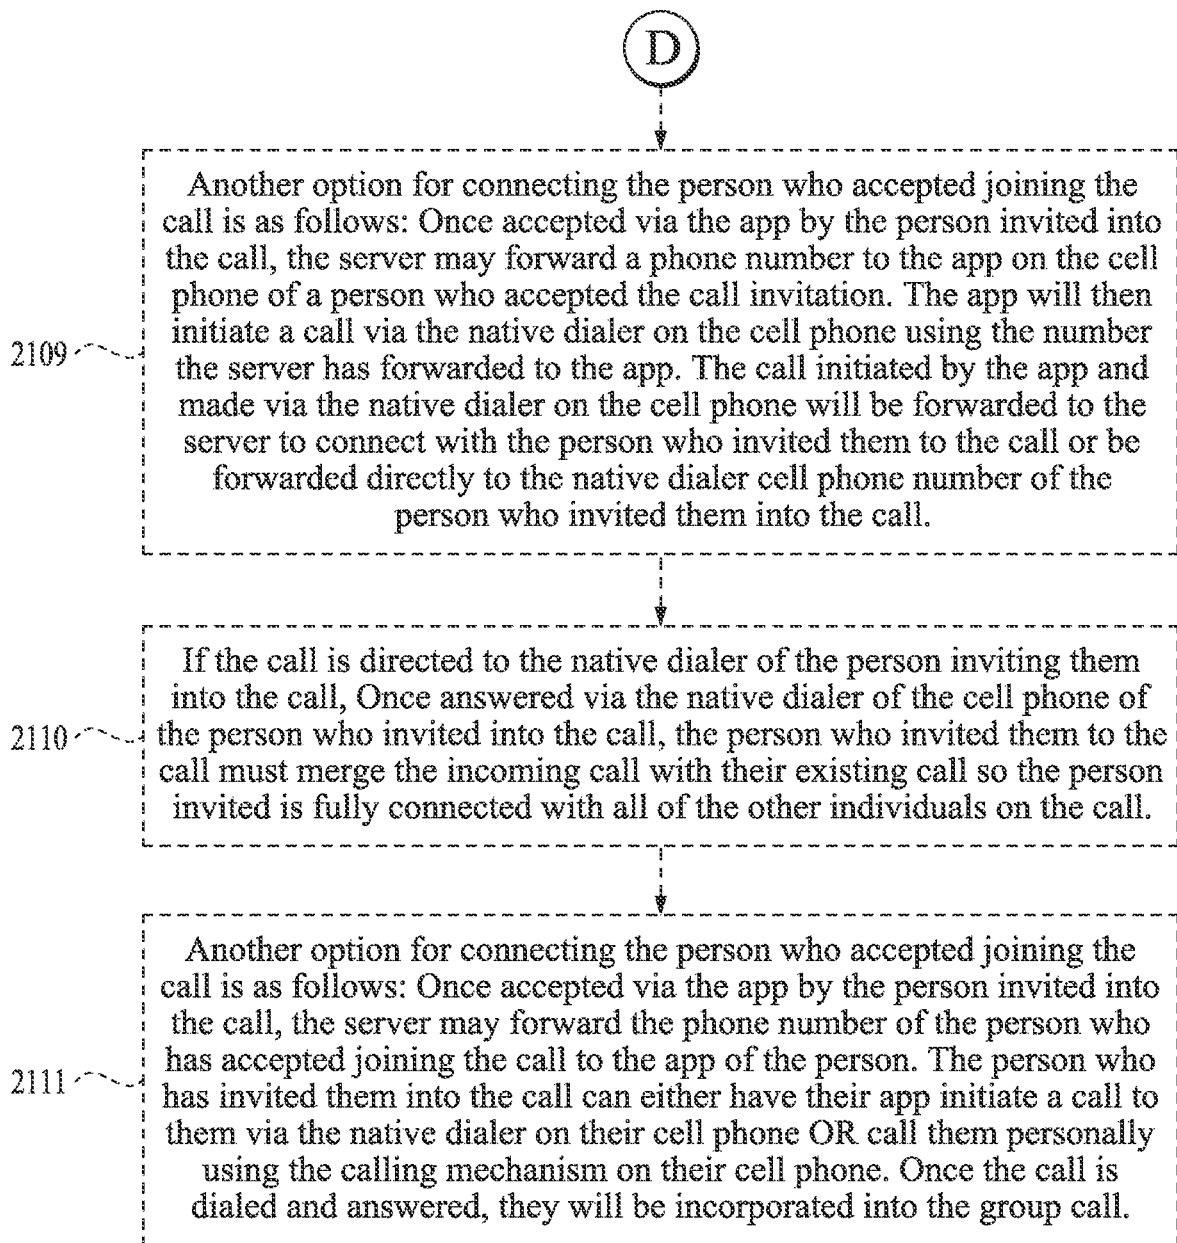 D
Another option for connecting the person who accepted joining the
call is as follows: Once accepted via the app by the person invited into
the call, the server may forward a phone number to the app on the cell
phone of a person who accepted the call invitation. The app will then
initiate a call via the native dialer on the cell phone using the number
2109
the server has forwarded to the app. The call initiated by the app and
made via the native dialer on the cell phone will be forwarded to the
server to connect with the person who invited them to the call or be
forwarded directly to the native dialer cell phone number of the
person who invited them into the call.
If the call is directed to the native dialer of the person inviting them
into the call, Once answered via the native dialer of the cell phone of
2110
the person who invited into the call, the person who invited them to the
call must merge the incoming call with their existing call so the person
invited is fully connected with all of the other individuals on the call.
Another option for connecting the person who accepted joining the
call is as follows: Once accepted via the app by the person invited into
the call, the server may forward the phone number of the person who
has accepted joining the call to the app of the person. The person who
2111
has invited them into the call can either have their app initiate a call to
them via the native dialer on their cell phone OR call them personally
using the calling mechanism on their cell phone. Once the call is
dialed and answered, they will be incorporated into the group call.